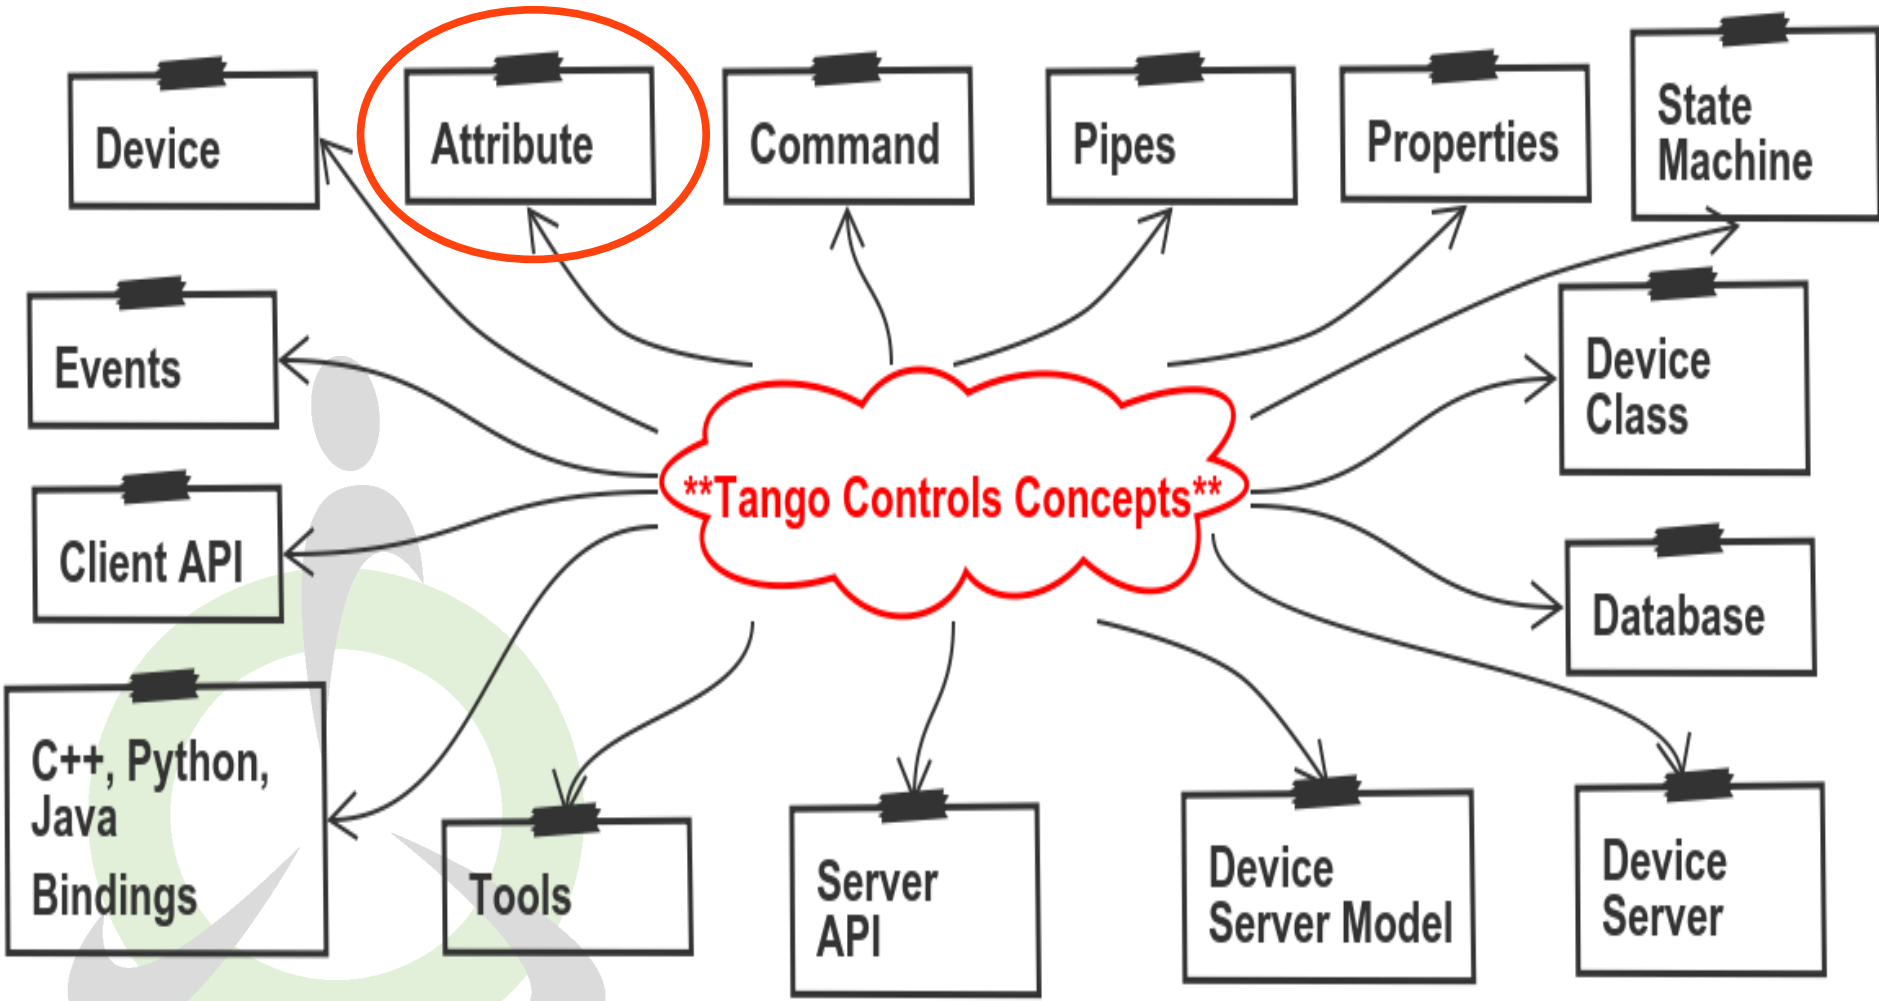 Device
Attribute
Command
Pipes
Properties
State
Machine
Events
Device
Class
**Tango Controls Concepts**
Client API
Database
C++, Python,
Java
Bindings
Tools
Server
API
Device
Server Model
Device
Server